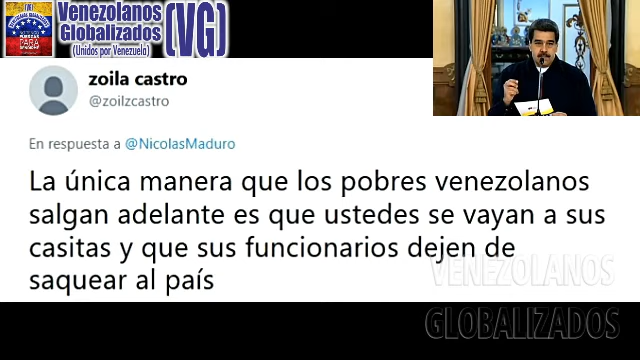 Venezolanos
Globalizados
(Unidos por Venezuela)
(VG)
zoila castro
@zoilzcastro
En respuesta a @NicolasMaduro
La única manera que los pobres venezolanos
salgan adelante es que ustedes se vayan a sus
casitas y que sus funcionarios dejen de
saquear al país
VENEZOLANOS
GLOBALIZADOS